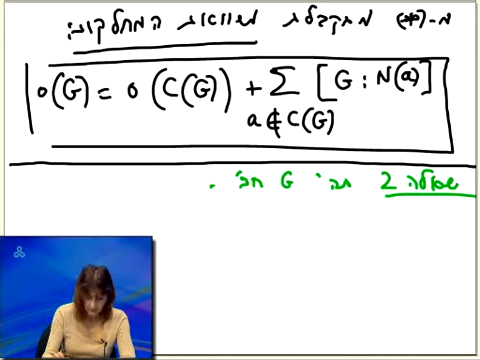 מ-(**) מתקבלת משוואת המחלקות:
o(G) = o(C(G)) + ∑ [G : N(a)]
a∉C(G)
שאלה 2 תהי G חב' .